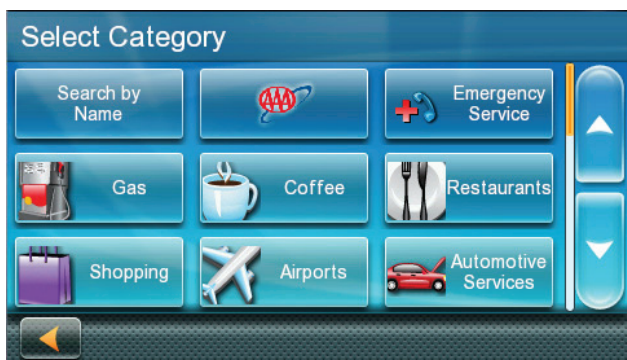 Select Category
Search by
Name
AAA
Emergency
Service
Gas
Coffee
Restaurants
Shopping
Airports
Automotive
Services